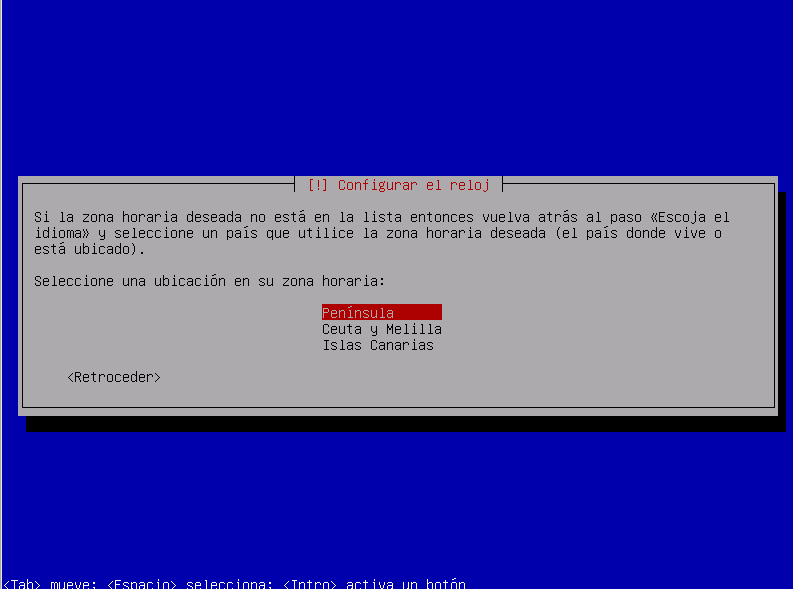 [!] Configurar el reloj
Si la zona horaria deseada no está en la lista entonces vuelva atrás al paso «Escoja el
idioma» y seleccione un país que utilice la zona horaria deseada (el país donde vive o
está ubicado).
Seleccione una ubicación en su zona horaria:
Península
Ceuta y Melilla
Islas Canarias
<Retroceder>
<Tab> mueve; <Espacio> selecciona; <Intro> activa un botón